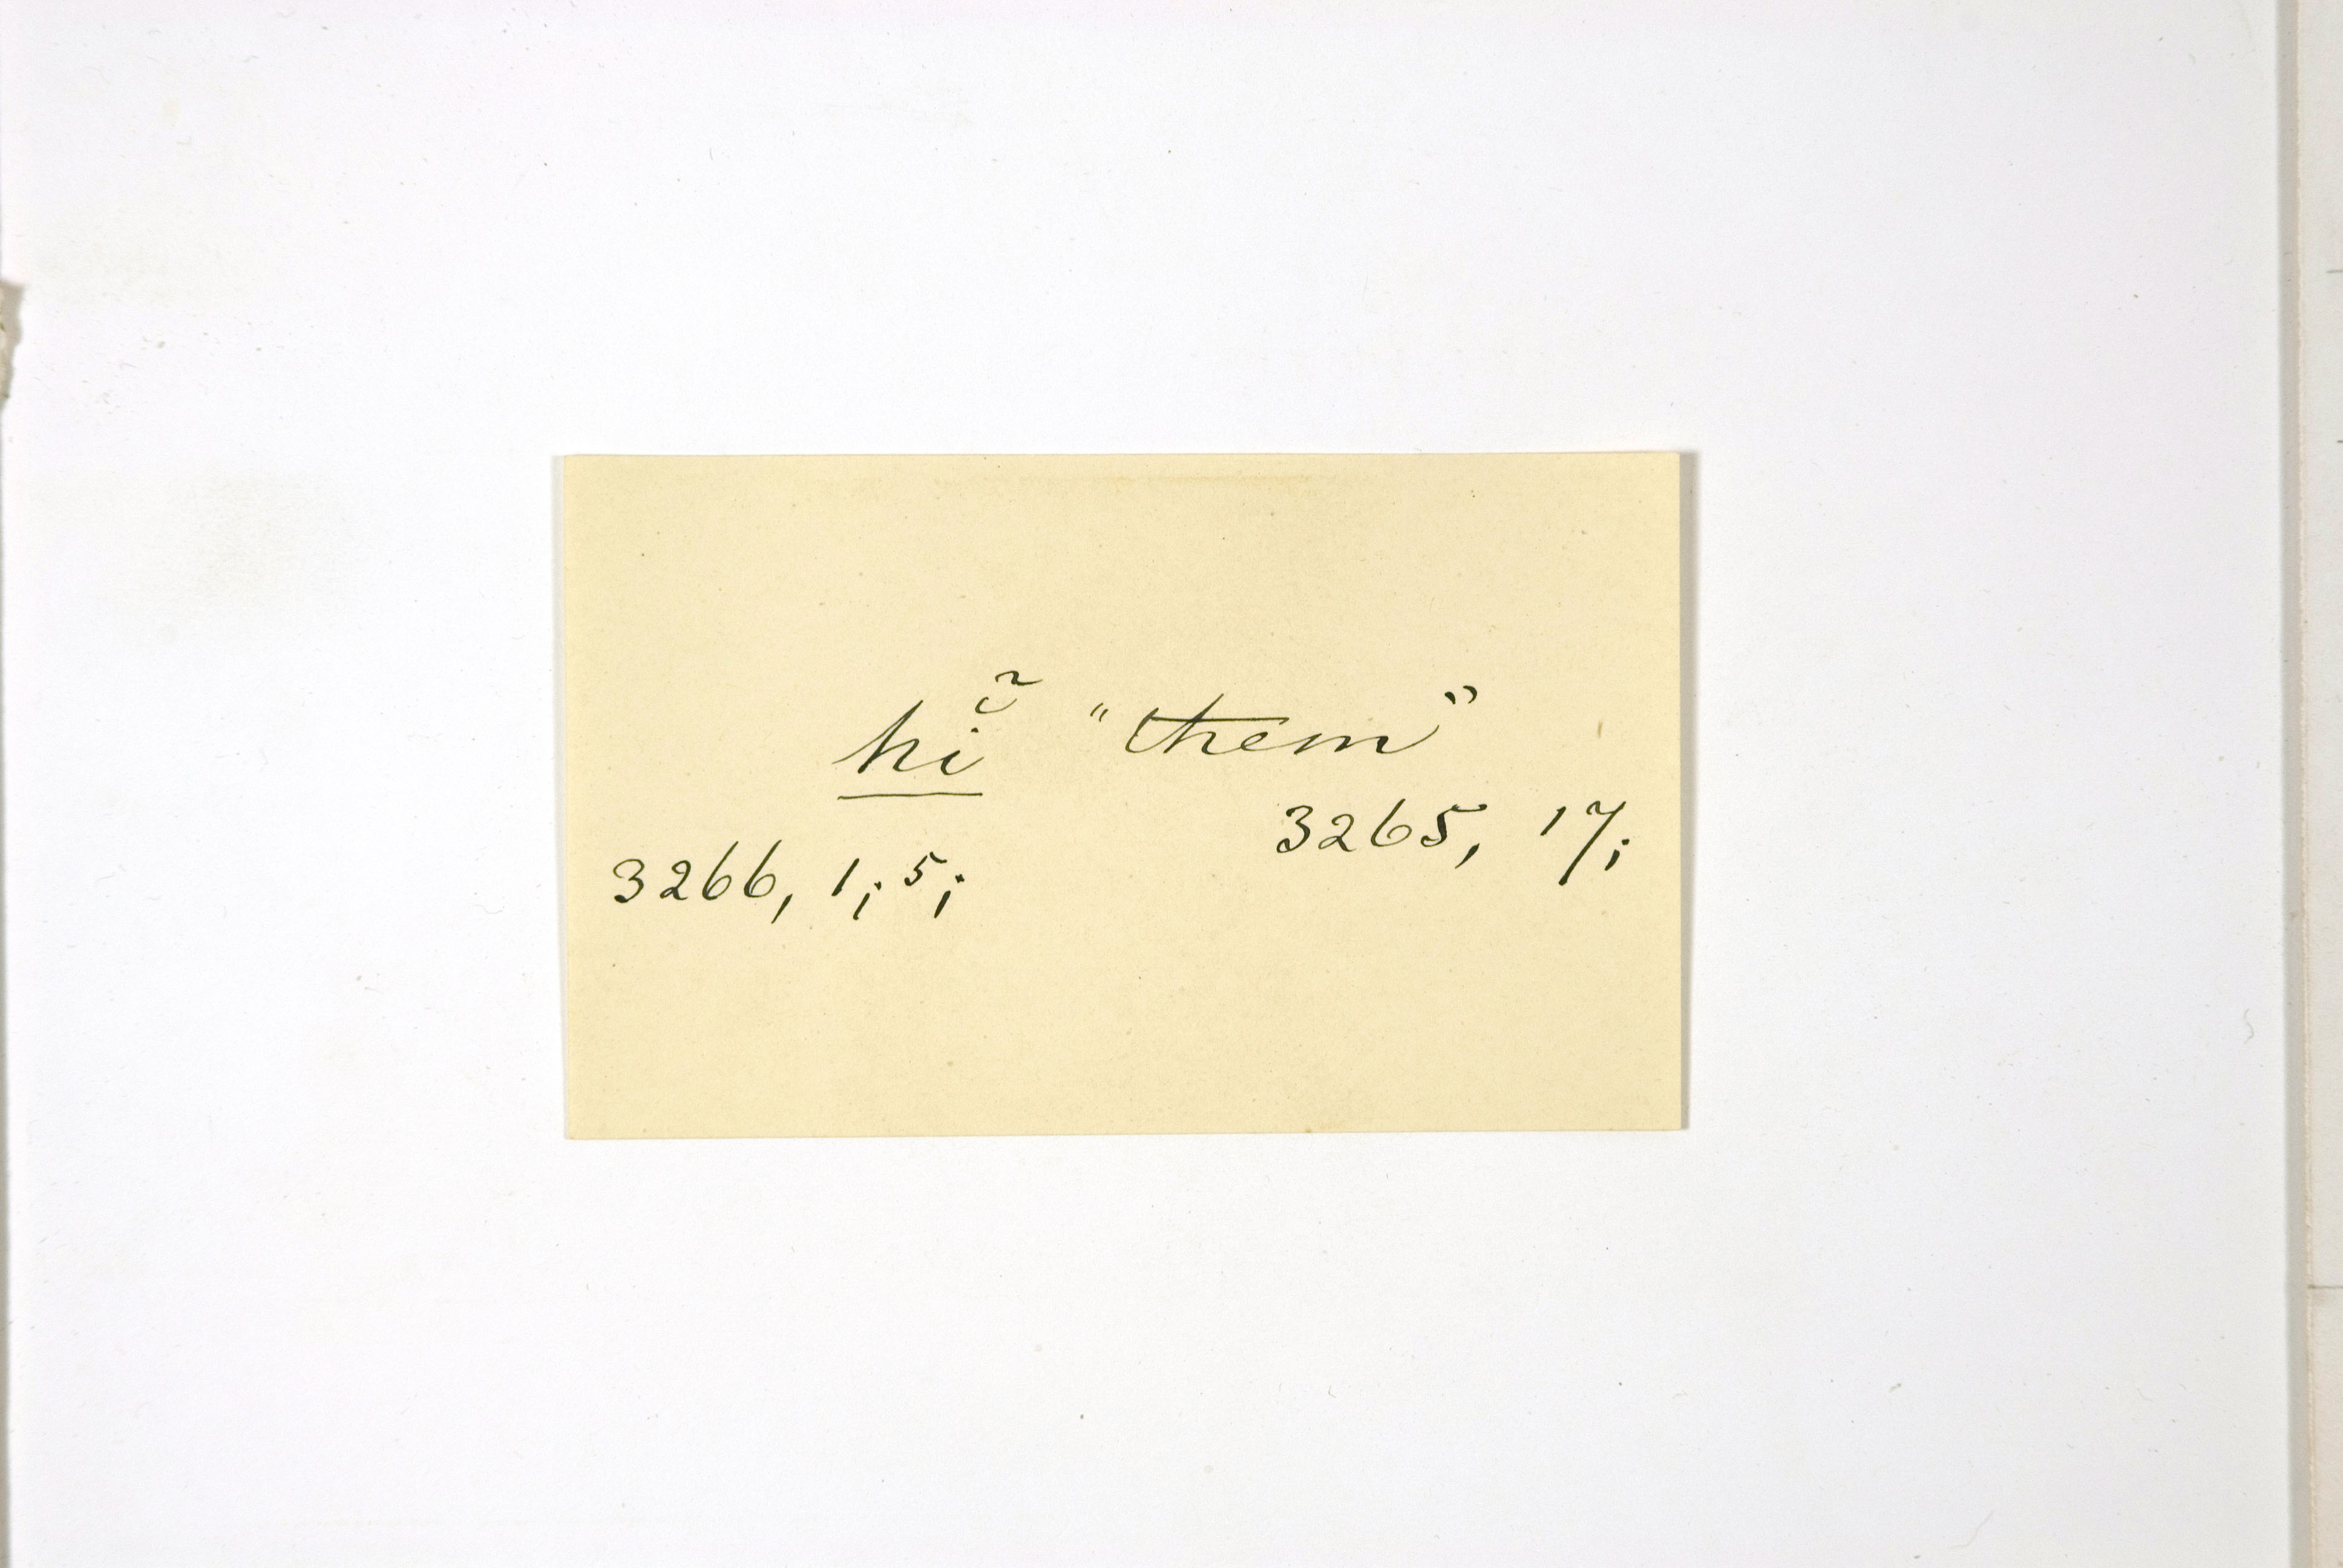 hĭ̃ "them"
3265, 17;
3266, 1; 5;